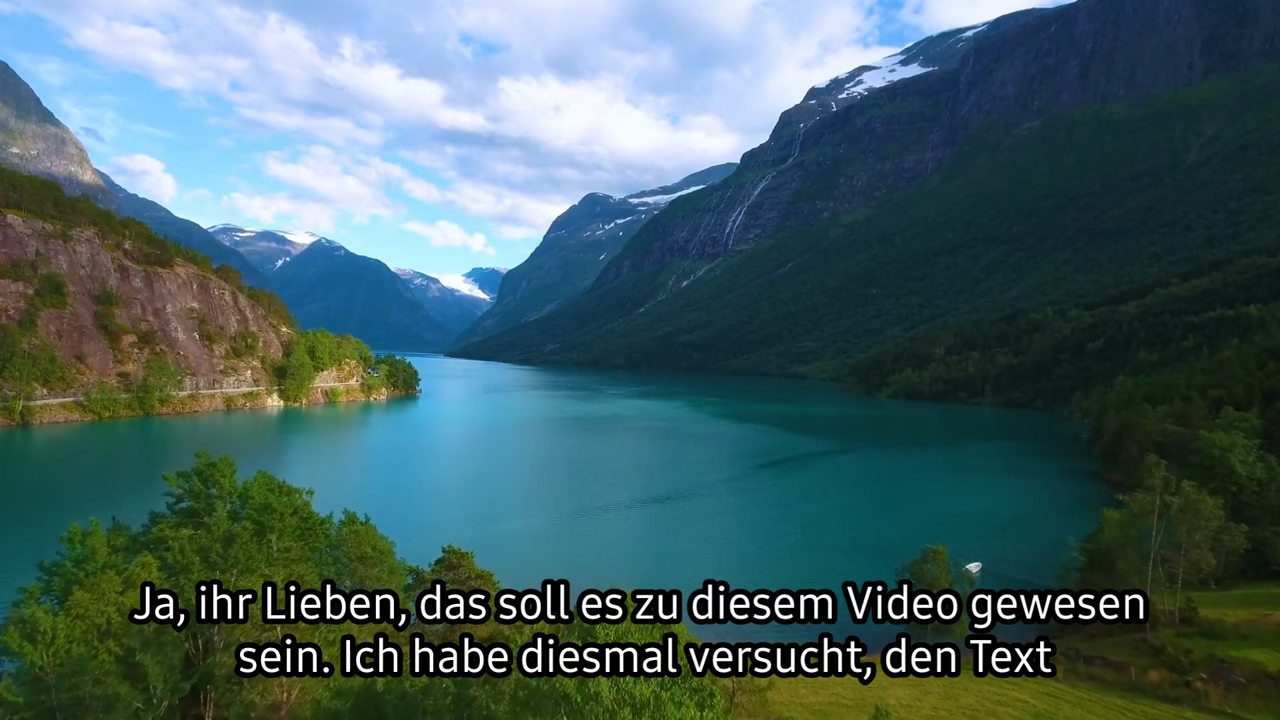 Ja, ihr Lieben, das soll es zu diesem Video gewesen
sein. Ich habe diesmal versucht, den Text